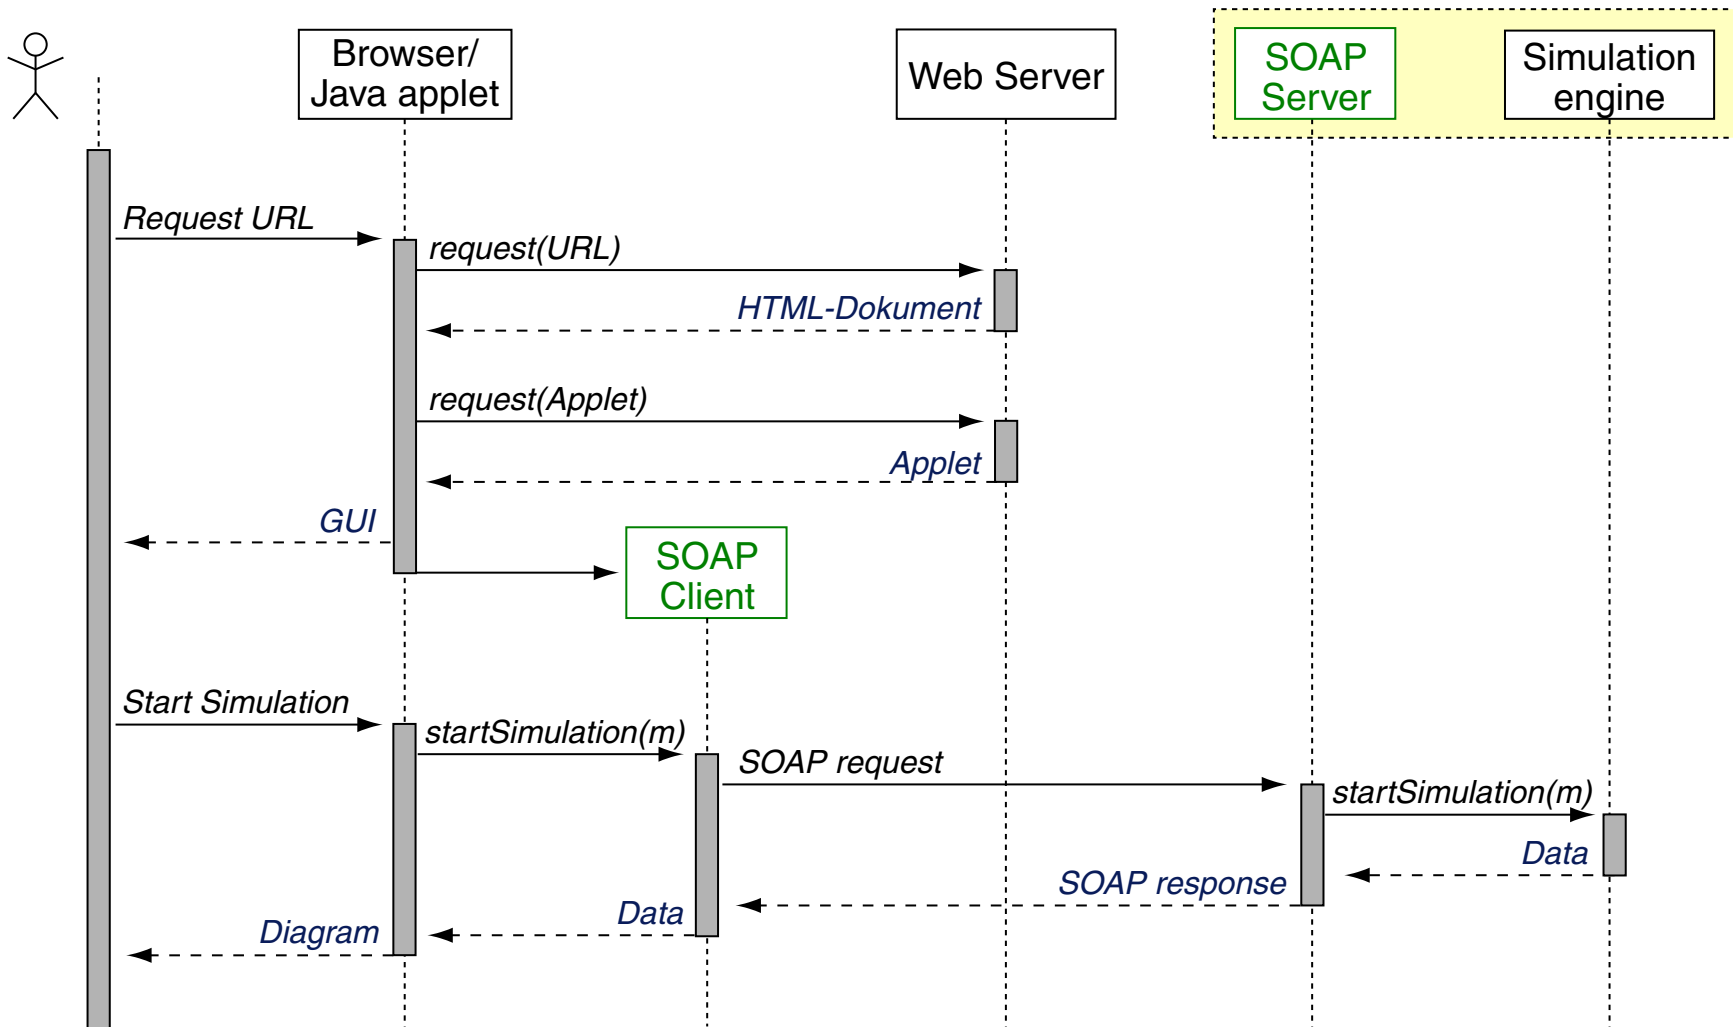 Browser/
Java applet
Web Server
SOAP
Server
Simulation
engine
Request URL
request(URL)
HTML-Dokument
request(Applet)
Applet
GUI
SOAP
Client
Start Simulation
startSimulation(m)
SOAP request
startSimulation(m)
Data
SOAP response
Data
Diagram